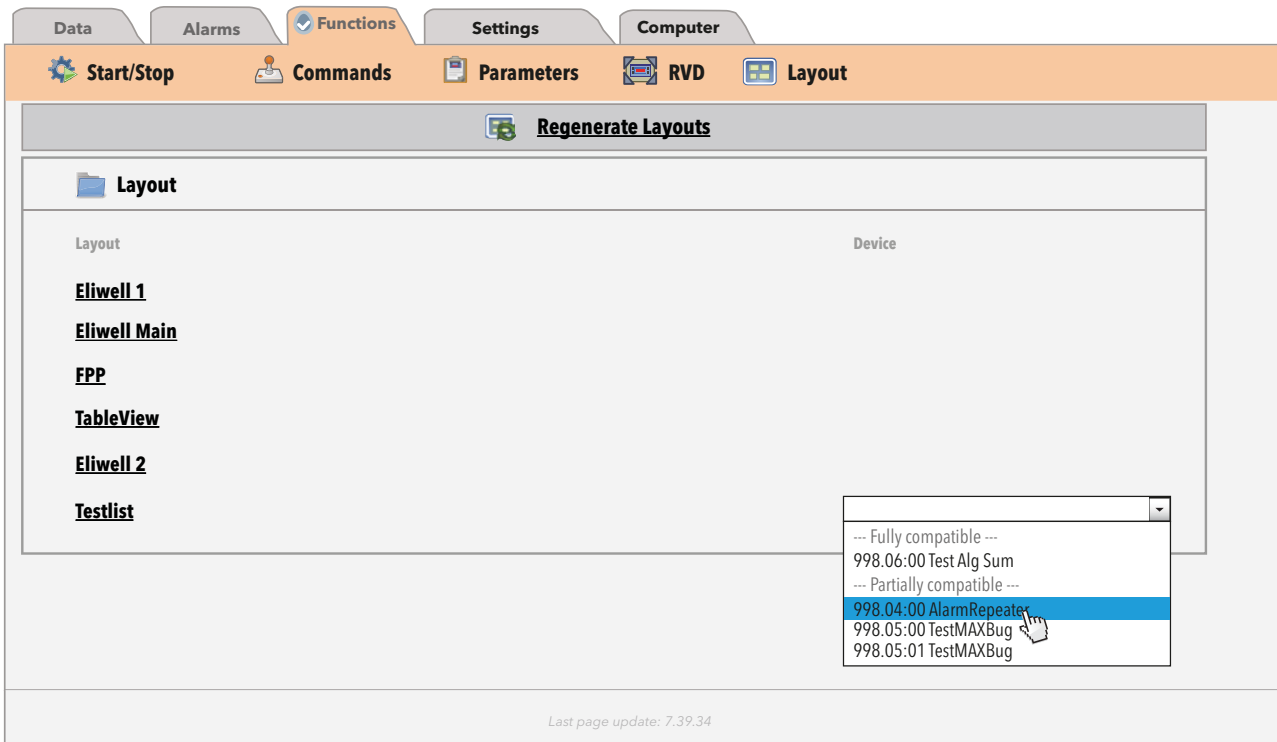 Data Alarms Functions Settings Computer
Start/Stop Commands Parameters RVD Layout
Regenerate Layouts
Layout
Layout Device
Eliwell 1
Eliwell Main
FPP
TableView
Eliwell 2
Testlist
--- Fully compatible ---
998.06:00 Test Alg Sum
--- Partially compatible ---
998.04:00 AlarmRepeater
998.05:00 TestMAXBug
998.05:01 TestMAXBug
Last page update: 7.39.34